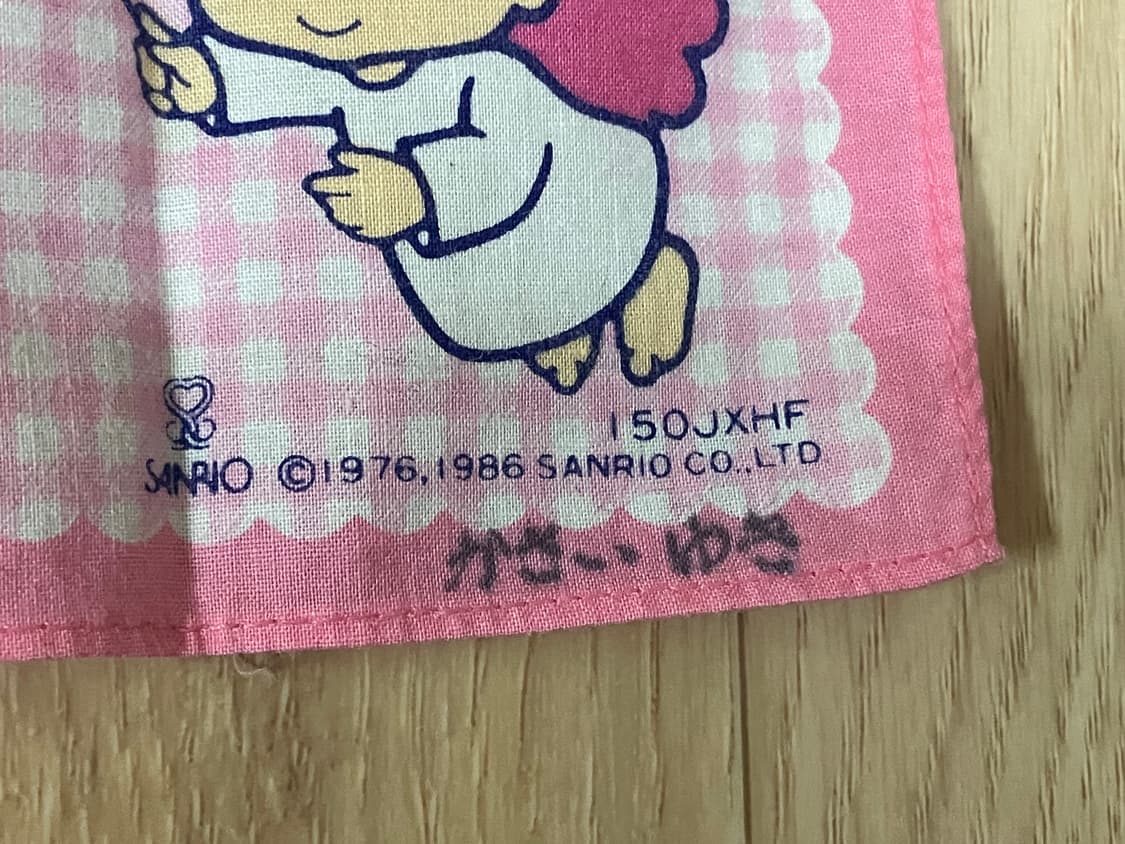 150JXHF
SANRIO ©1976,1986 SANRIO CO.,LTD
かさい ゆき